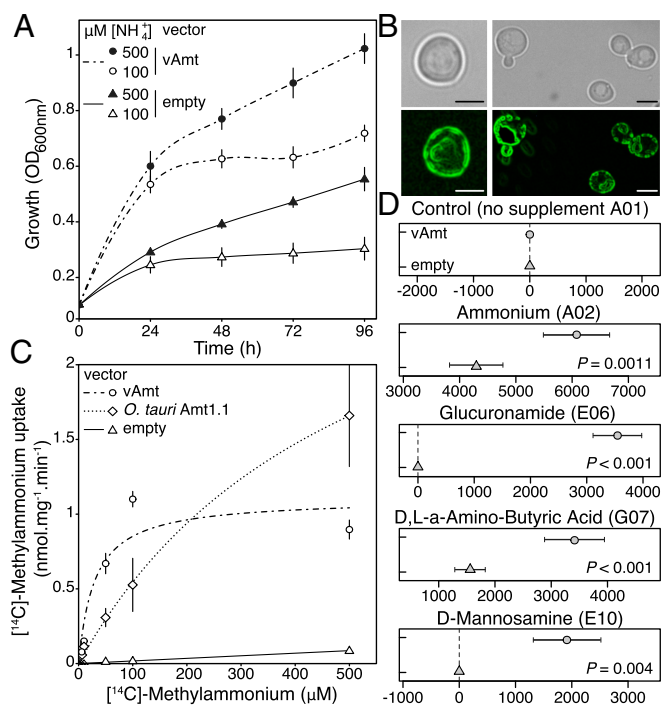 A
μM [NH4+] vector
500
100
vAmt
500
100
empty
Growth (OD600nm)
1
0.8
0.6
0.4
0.2
0
0 24 48 72 96
Time (h)
B
C
vector
vAmt
O. tauri Amt1.1
empty
[14C]-Methylammonium uptake
(nmol.mg-1.min-1)
2
1.5
1
0.5
0
0 100 200 300 400 500
[14C]-Methylammonium (μM)
D
Control (no supplement A01)
vAmt
empty
-2000 -1000 0 1000 2000
Ammonium (A02)
P = 0.0011
3000 4000 5000 6000 7000
Glucuronamide (E06)
P < 0.001
0 1000 2000 3000 4000
D,L-a-Amino-Butyric Acid (G07)
P < 0.001
1000 2000 3000 4000
D-Mannosamine (E10)
P = 0.004
-1000 0 1000 2000 3000